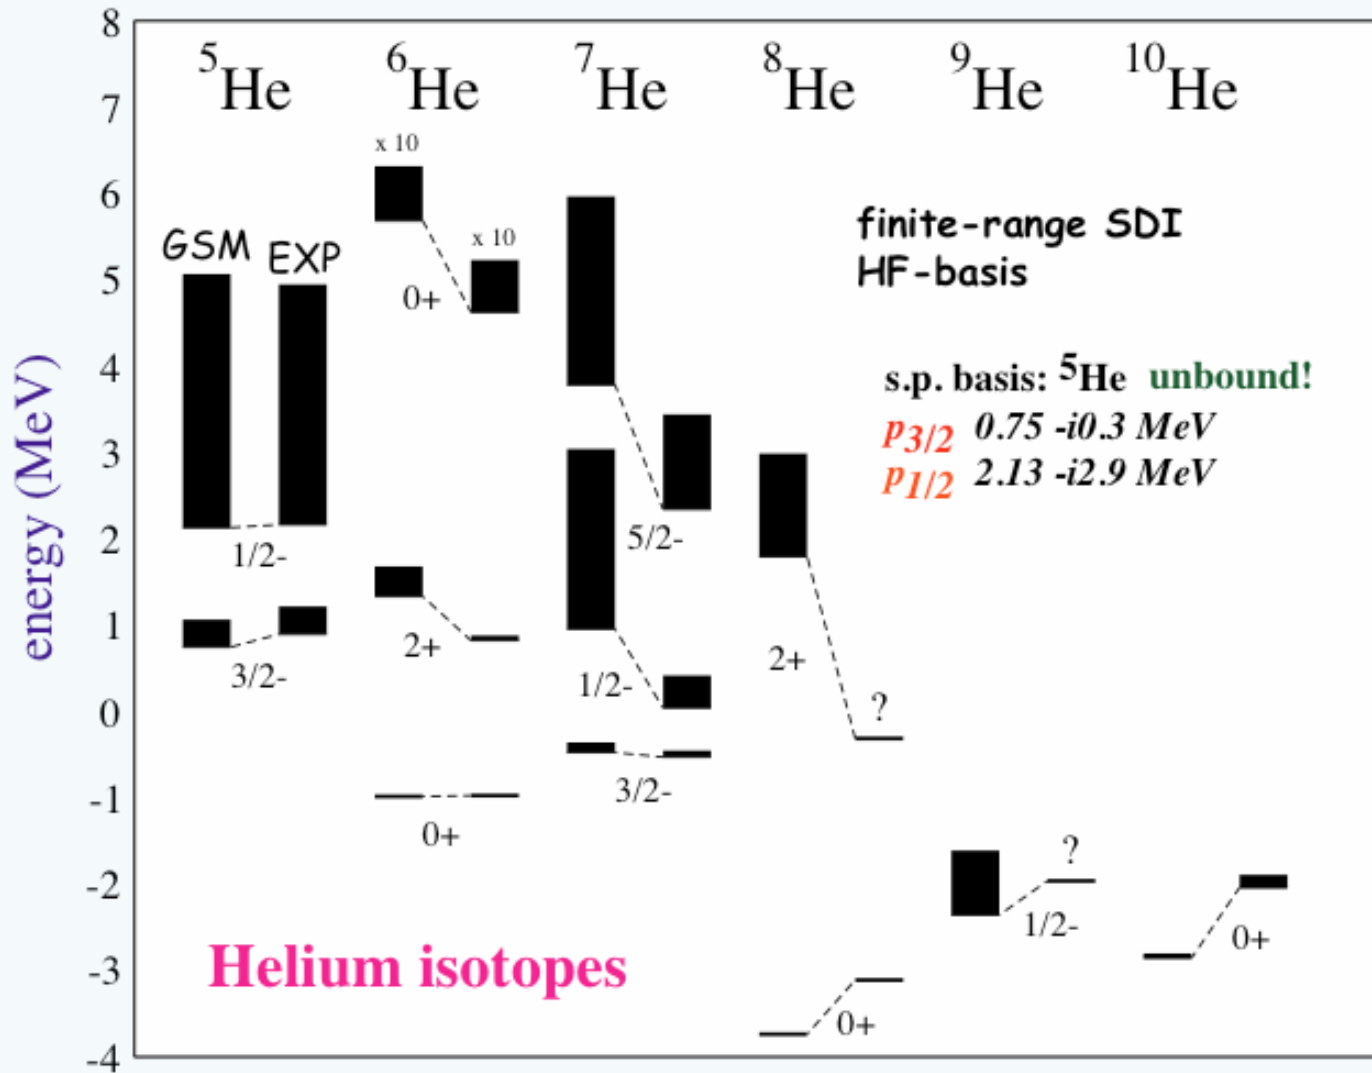 8
7
6
5
4
3
2
1
0
-1
-2
-3
-4
energy (MeV)
5He 6He 7He 8He 9He 10He
GSM EXP
1/2-
3/2-
x 10
x 10
0+
2+
0+
5/2-
1/2-
3/2-
2+
?
0+
?
1/2-
0+
finite-range SDI
HF-basis
s.p. basis: 5He unbound!
p3/2 0.75 -i0.3 MeV
p1/2 2.13 -i2.9 MeV
Helium isotopes